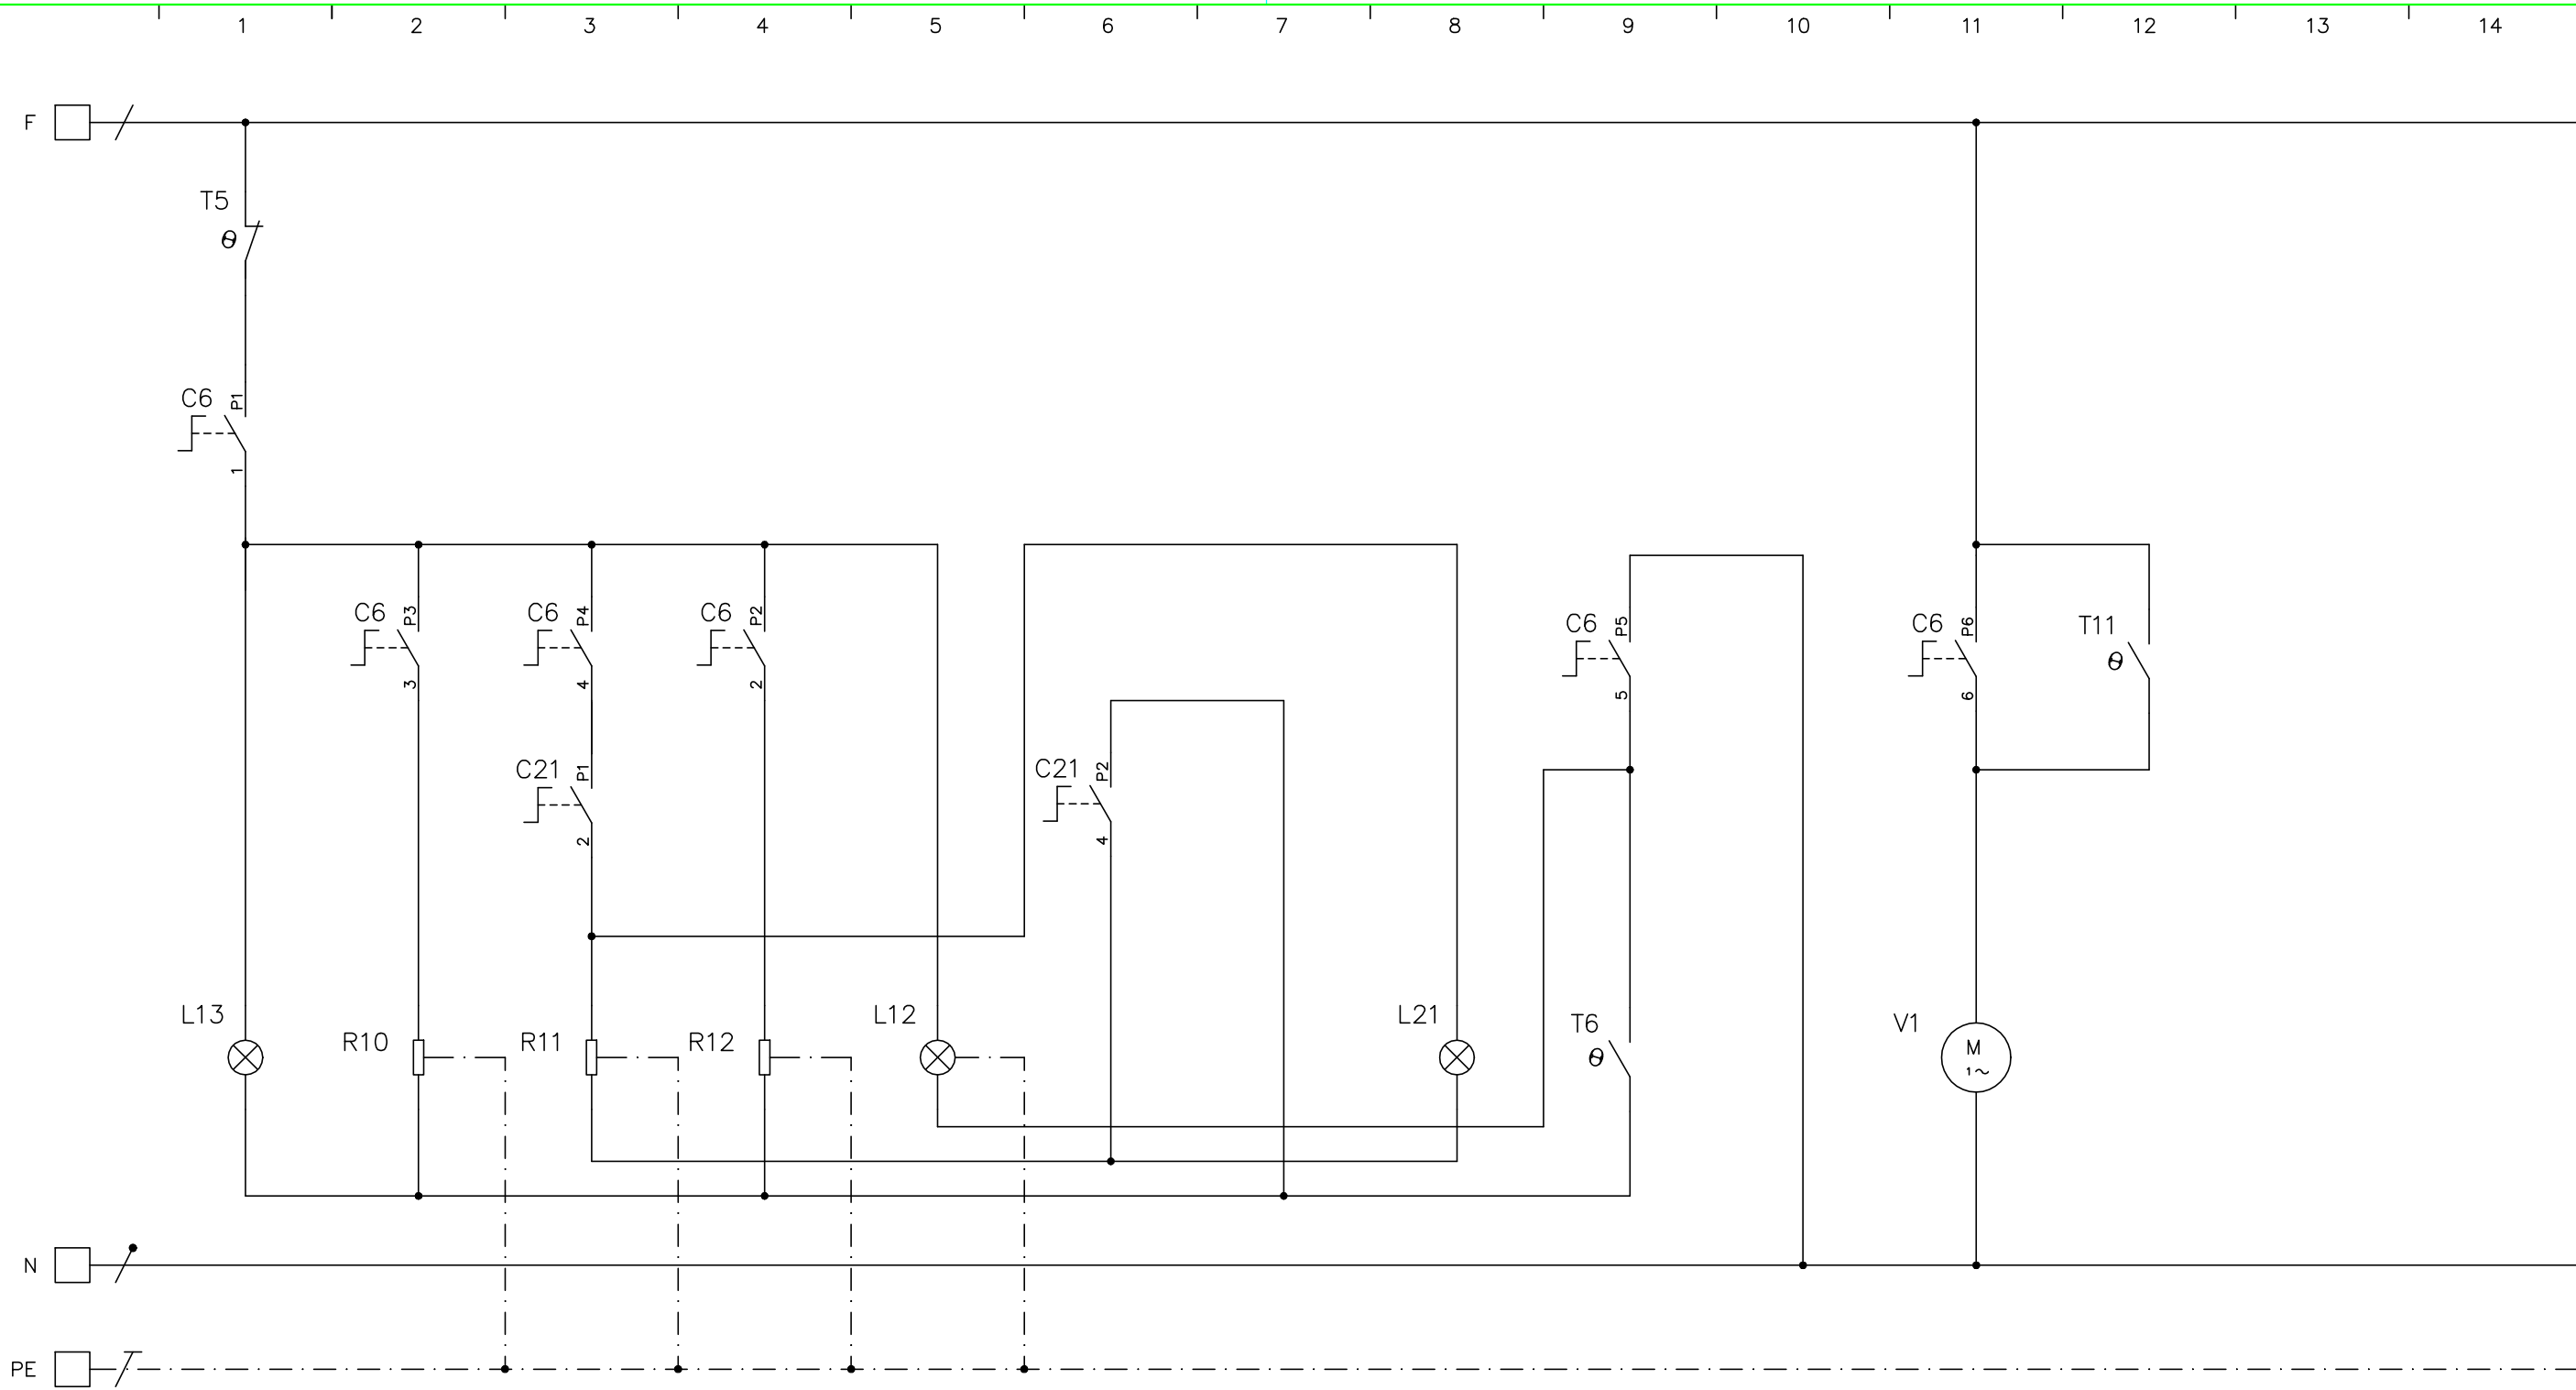 1 2 3 4 5 6 7 8 9 10 11 12 13 14
F
T5
θ
C6 P1
1
C6 P3 C6 P4 C6 P2 C6 P5 C6 P6 T11
θ
3 4 2 5 6
C21 P1 C21 P2
2 4
L13 R10 R11 R12 L12 L21 T6 V1
θ M
1~
N
PE